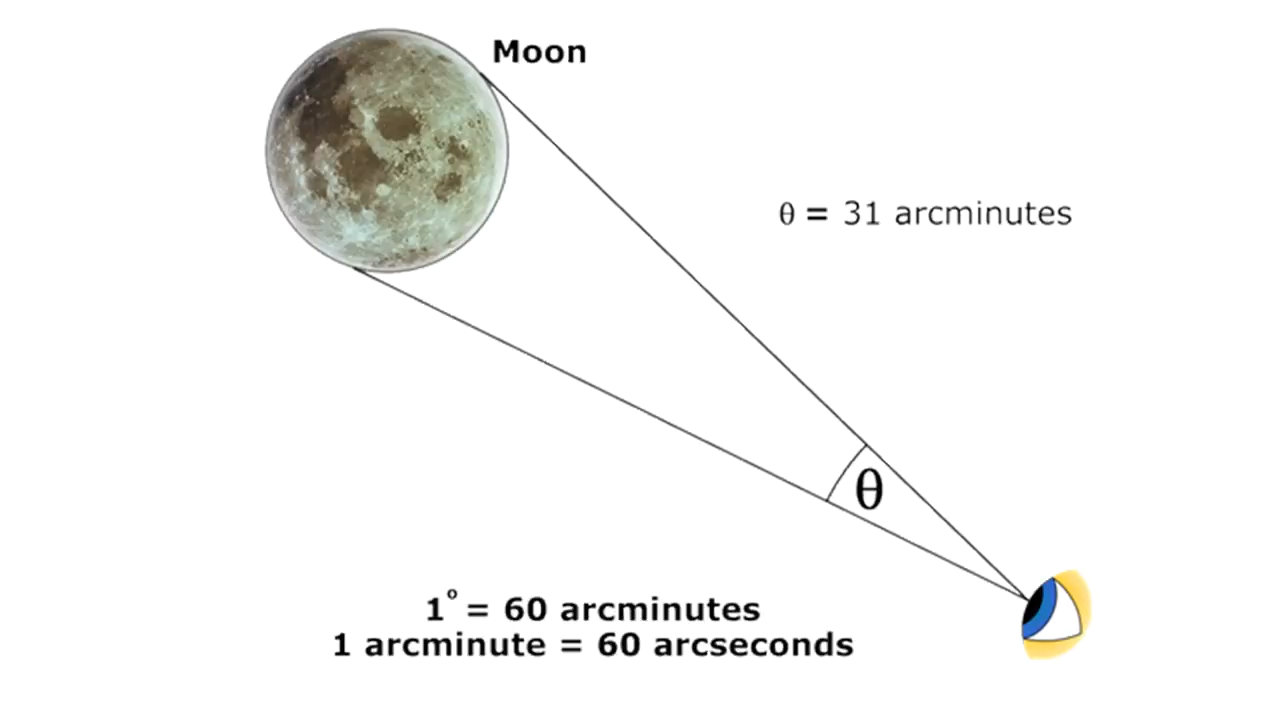 Moon
θ = 31 arcminutes
θ
1° = 60 arcminutes
1 arcminute = 60 arcseconds